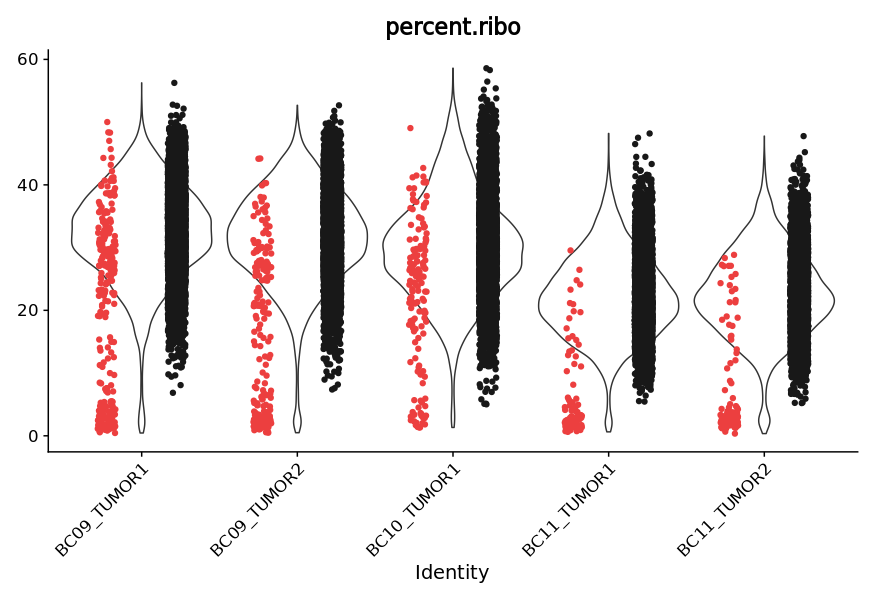 percent.ribo
60
40
20
0
BC09_TUMOR1
BC09_TUMOR2
BC10_TUMOR1
BC11_TUMOR1
BC11_TUMOR2
Identity